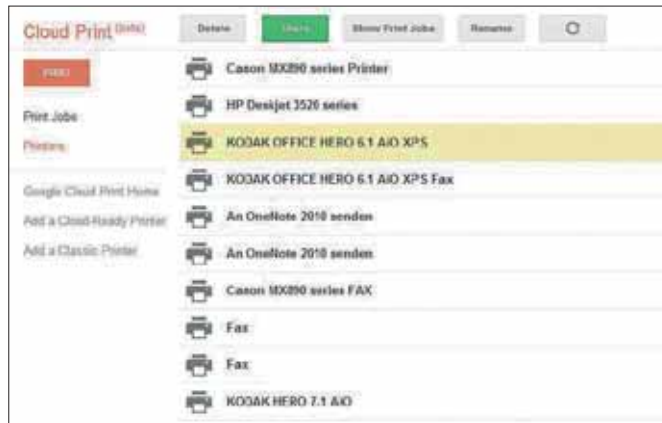 Cloud Print (beta)
Delete Share Show Print Jobs Rename
PRINT
Print Jobs
Printers
Google Cloud Print Home
Add a Cloud-Ready Printer
Add a Classic Printer
Canon MX890 series Printer
HP Deskjet 3520 series
KODAK OFFICE HERO 6.1 AiO XPS
KODAK OFFICE HERO 6.1 AiO XPS Fax
An OneNote 2010 senden
An OneNote 2010 senden
Canon MX890 series FAX
Fax
Fax
KODAK HERO 7.1 AiO